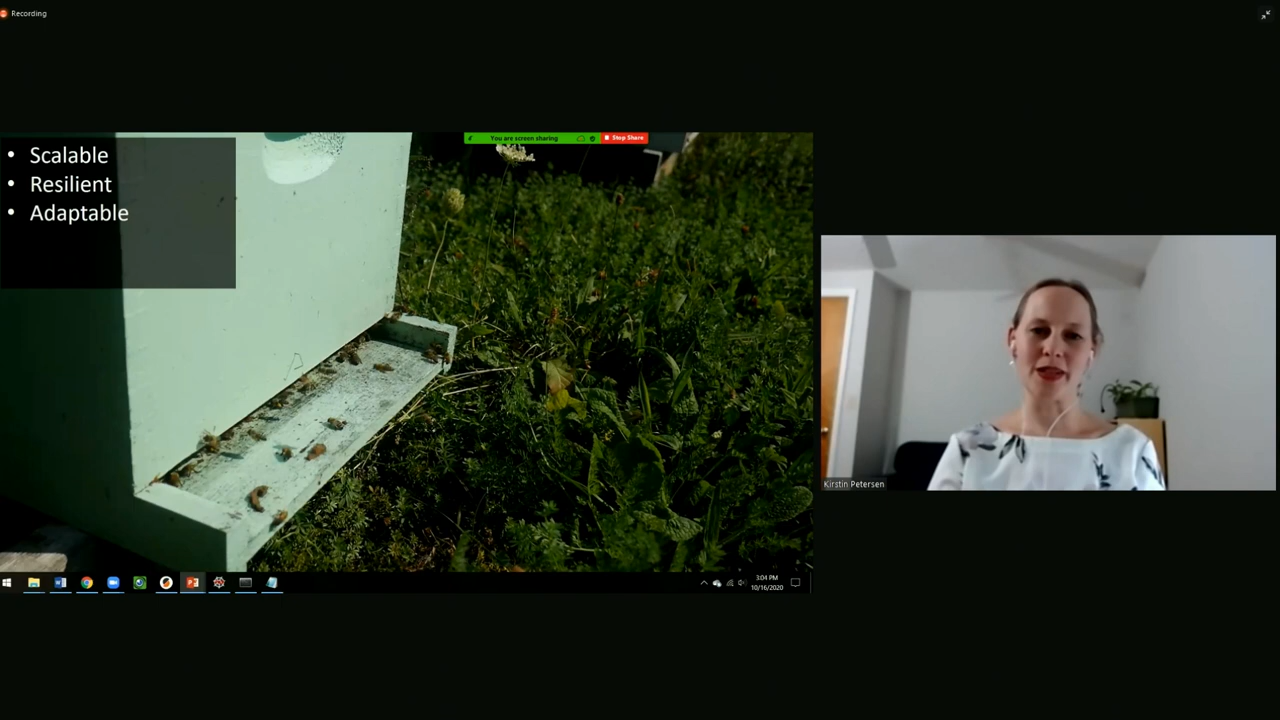 Recording
You are screen sharing
Stop Share
• Scalable
• Resilient
• Adaptable
Kirstin Petersen
3:04 PM
10/16/2020